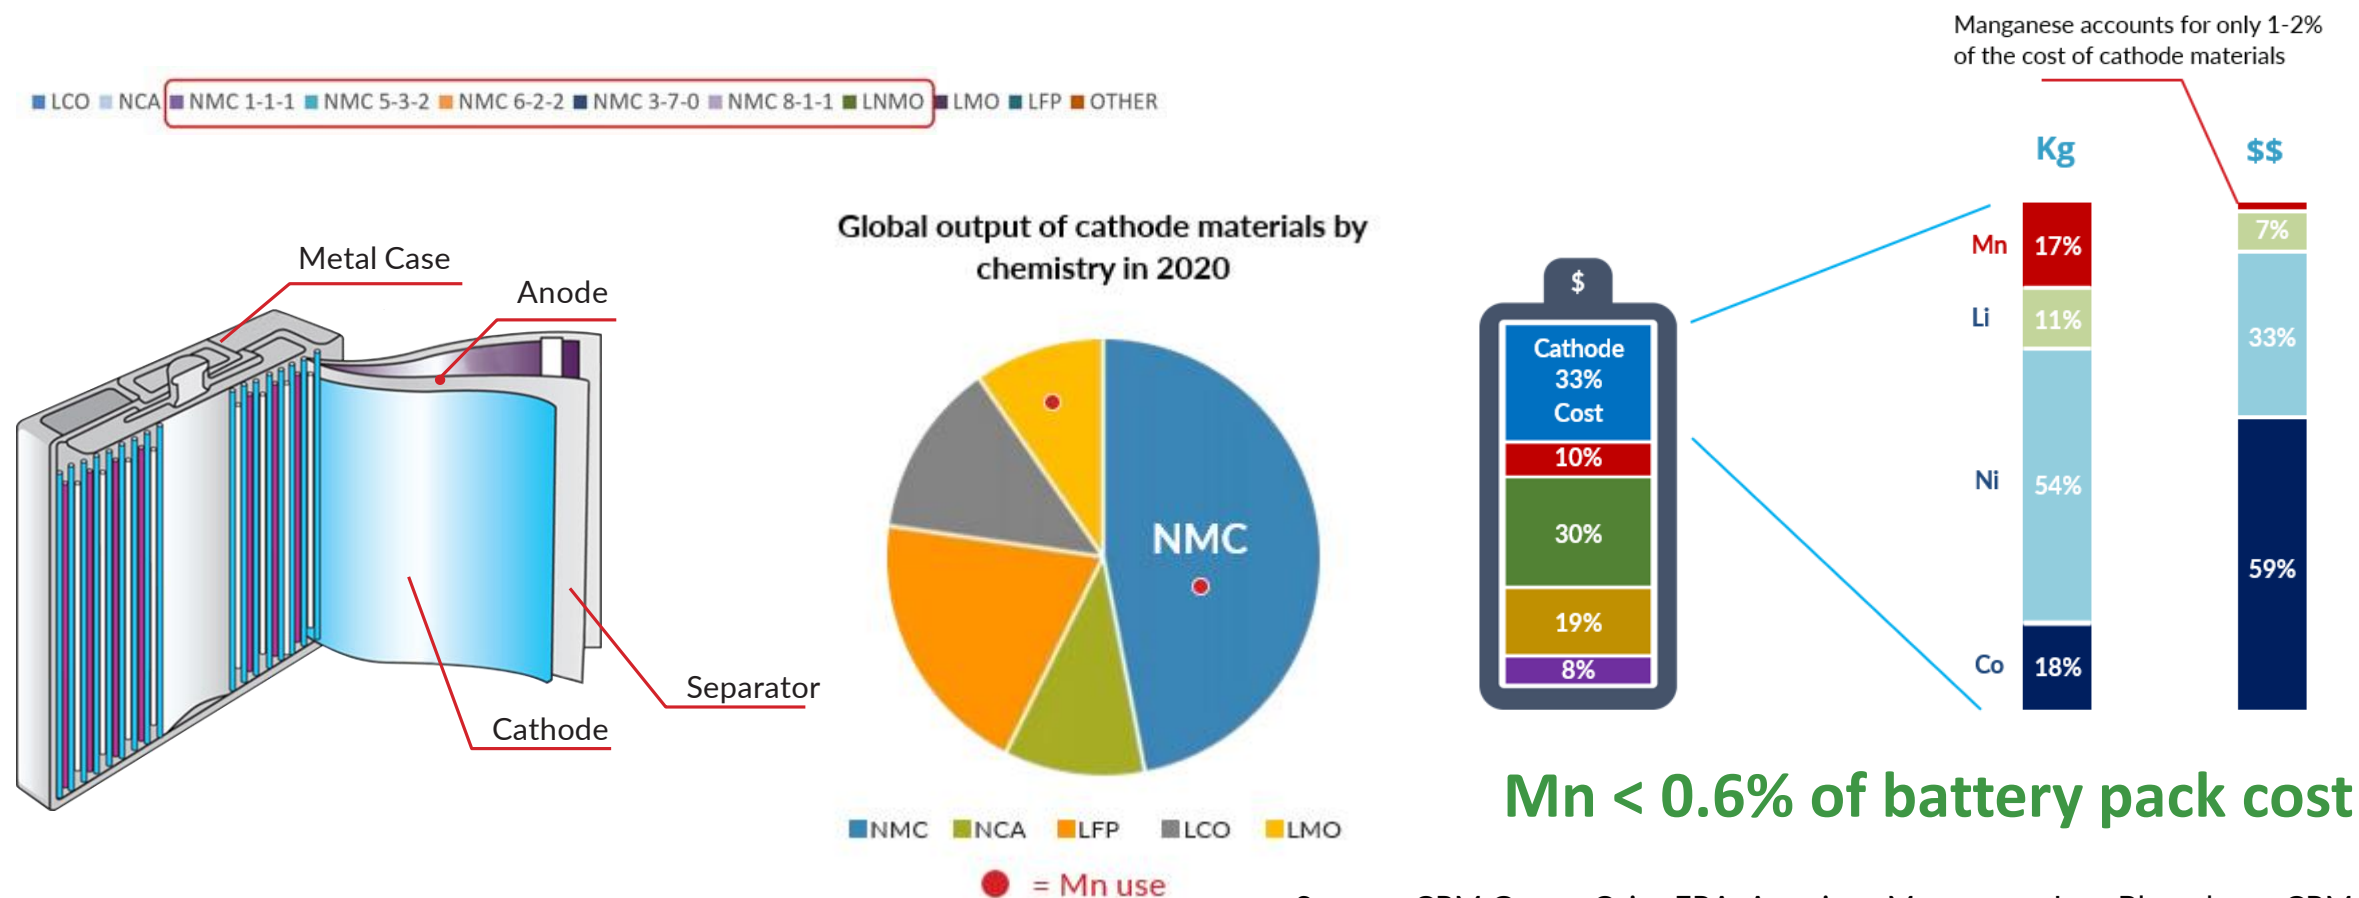 Manganese accounts for only 1-2%
of the cost of cathode materials
LCO NCA NMC 1-1-1 NMC 5-3-2 NMC 6-2-2 NMC 3-7-0 NMC 8-1-1 LNMO LMO LFP OTHER
Kg $$
Global output of cathode materials by
chemistry in 2020
Metal Case
Anode
Separator
Cathode
NMC
NMC NCA LFP LCO LMO
= Mn use
$
Cathode
33%
Cost
10%
30%
19%
8%
Mn 17%
Li 11%
Ni 54%
Co 18%
7%
33%
59%
Mn < 0.6% of battery pack cost